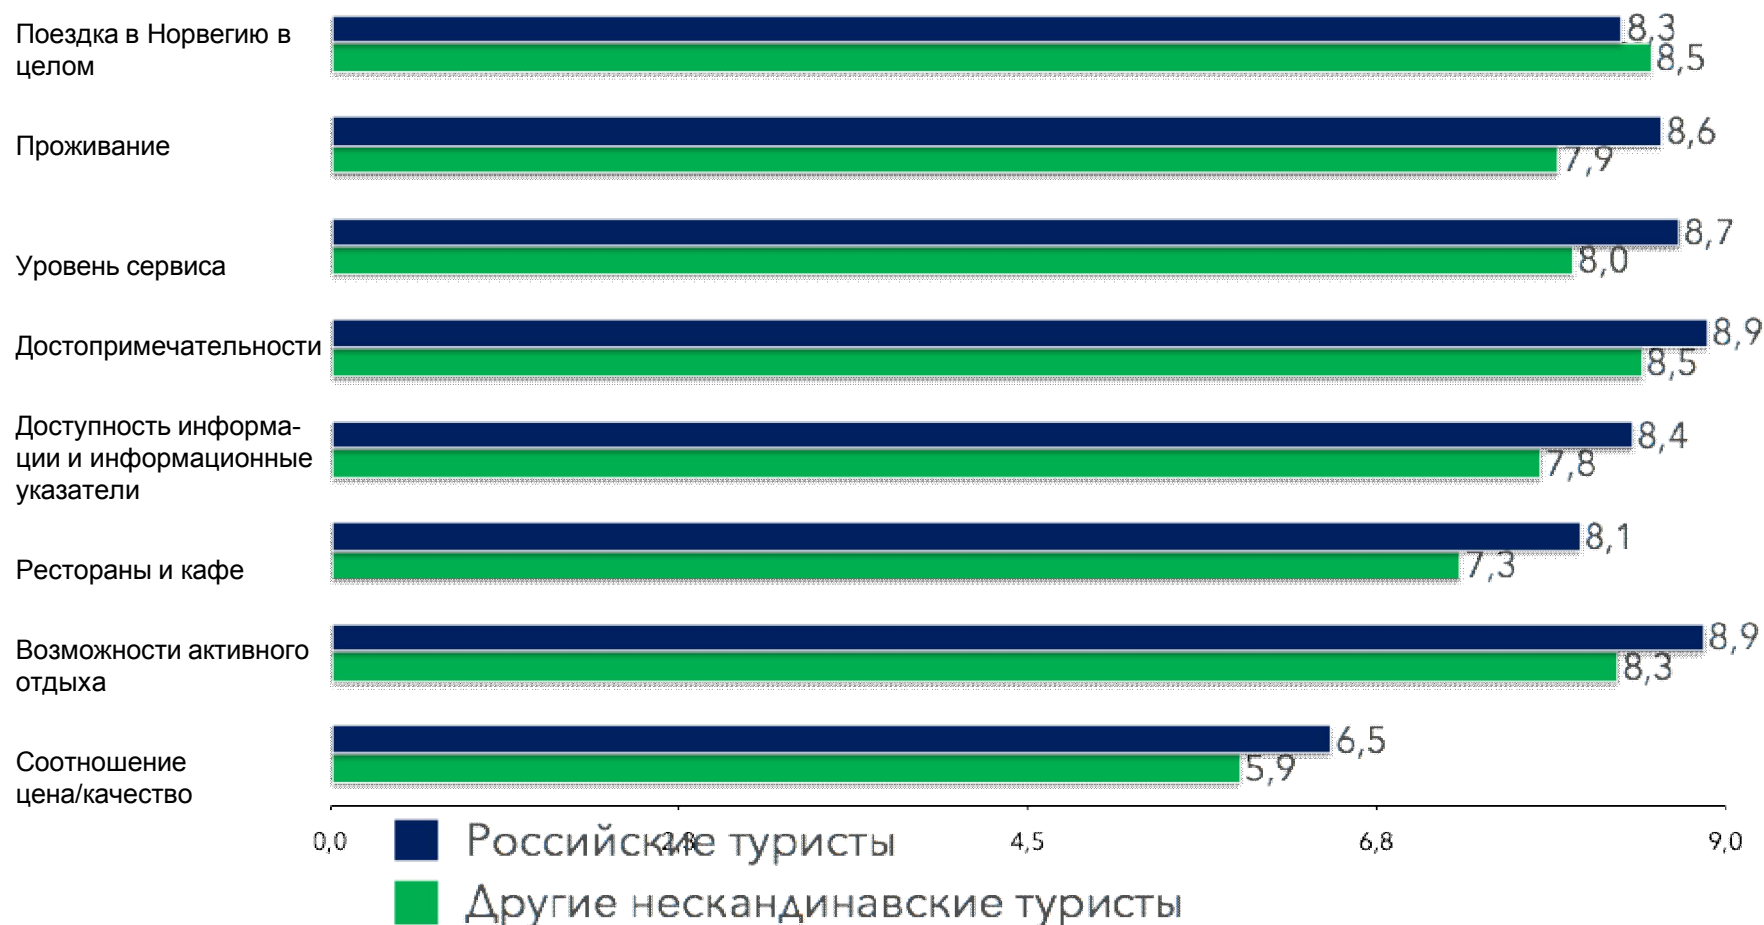 Поездка в Норвегию в
целом
8,3
8,5
Проживание
8,6
7,9
Уровень сервиса
8,7
8,0
Достопримечательности
8,9
8,5
Доступность информа-
ции и информационные
указатели
8,4
7,8
Рестораны и кафе
8,1
7,3
Возможности активного
отдыха
8,9
8,3
Соотношение
цена/качество
6,5
5,9
0,0 2,3 4,5 6,8 9,0
Российские туристы
Другие нескандинавские туристы